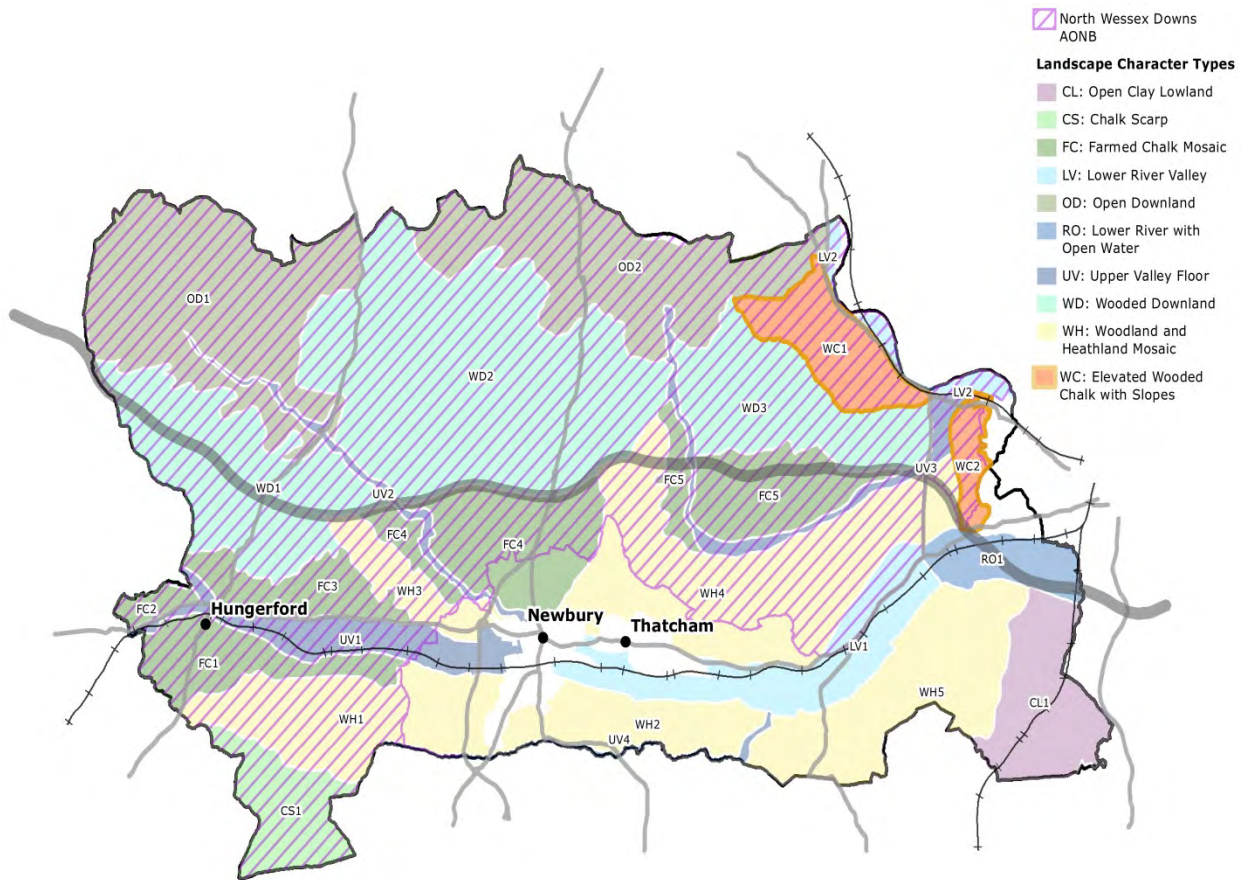 North Wessex Downs
AONB
Landscape Character Types
CL: Open Clay Lowland
CS: Chalk Scarp
FC: Farmed Chalk Mosaic
LV: Lower River Valley
OD: Open Downland
RO: Lower River with
Open Water
UV: Upper Valley Floor
WD: Wooded Downland
WH: Woodland and
Heathland Mosaic
WC: Elevated Wooded
Chalk with Slopes
LV2
OD2
OD1
WC1
WD2
LV2
WD3
WC2
UV3
FC5
FC5
WD1
UV2
FC4
FC4
RO1
FC3
WH3
WH4
FC2
Hungerford
Newbury
Thatcham
UV1
LV1
FC1
WH5
CL1
WH1
WH2
UV4
CS1